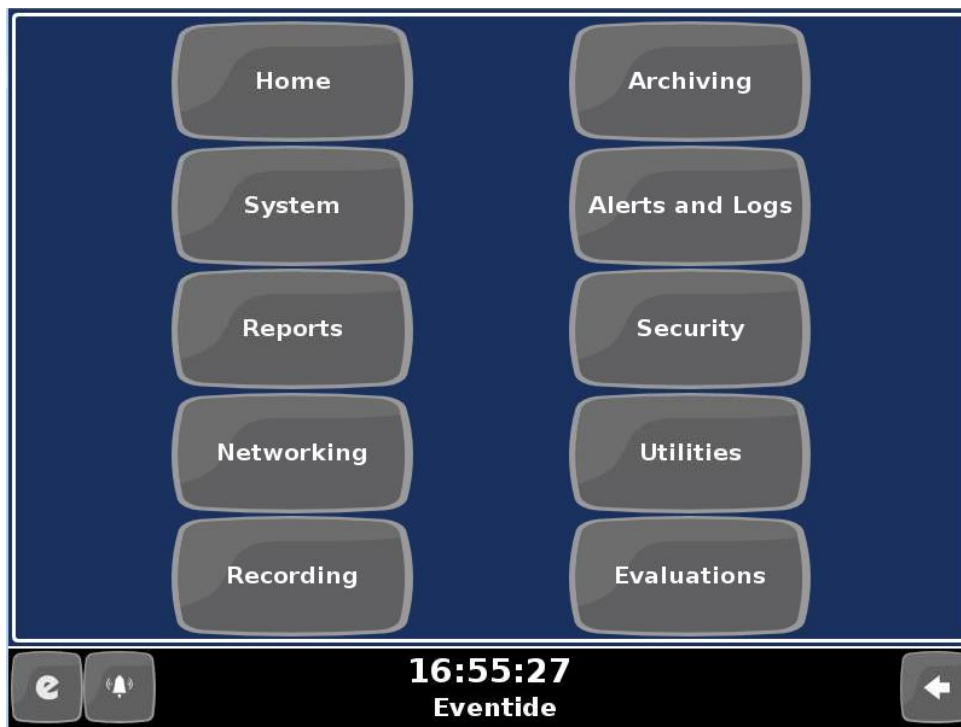 Home
Archiving
System
Alerts and Logs
Reports
Security
Networking
Utilities
Recording
Evaluations
e
16:55:27
Eventide